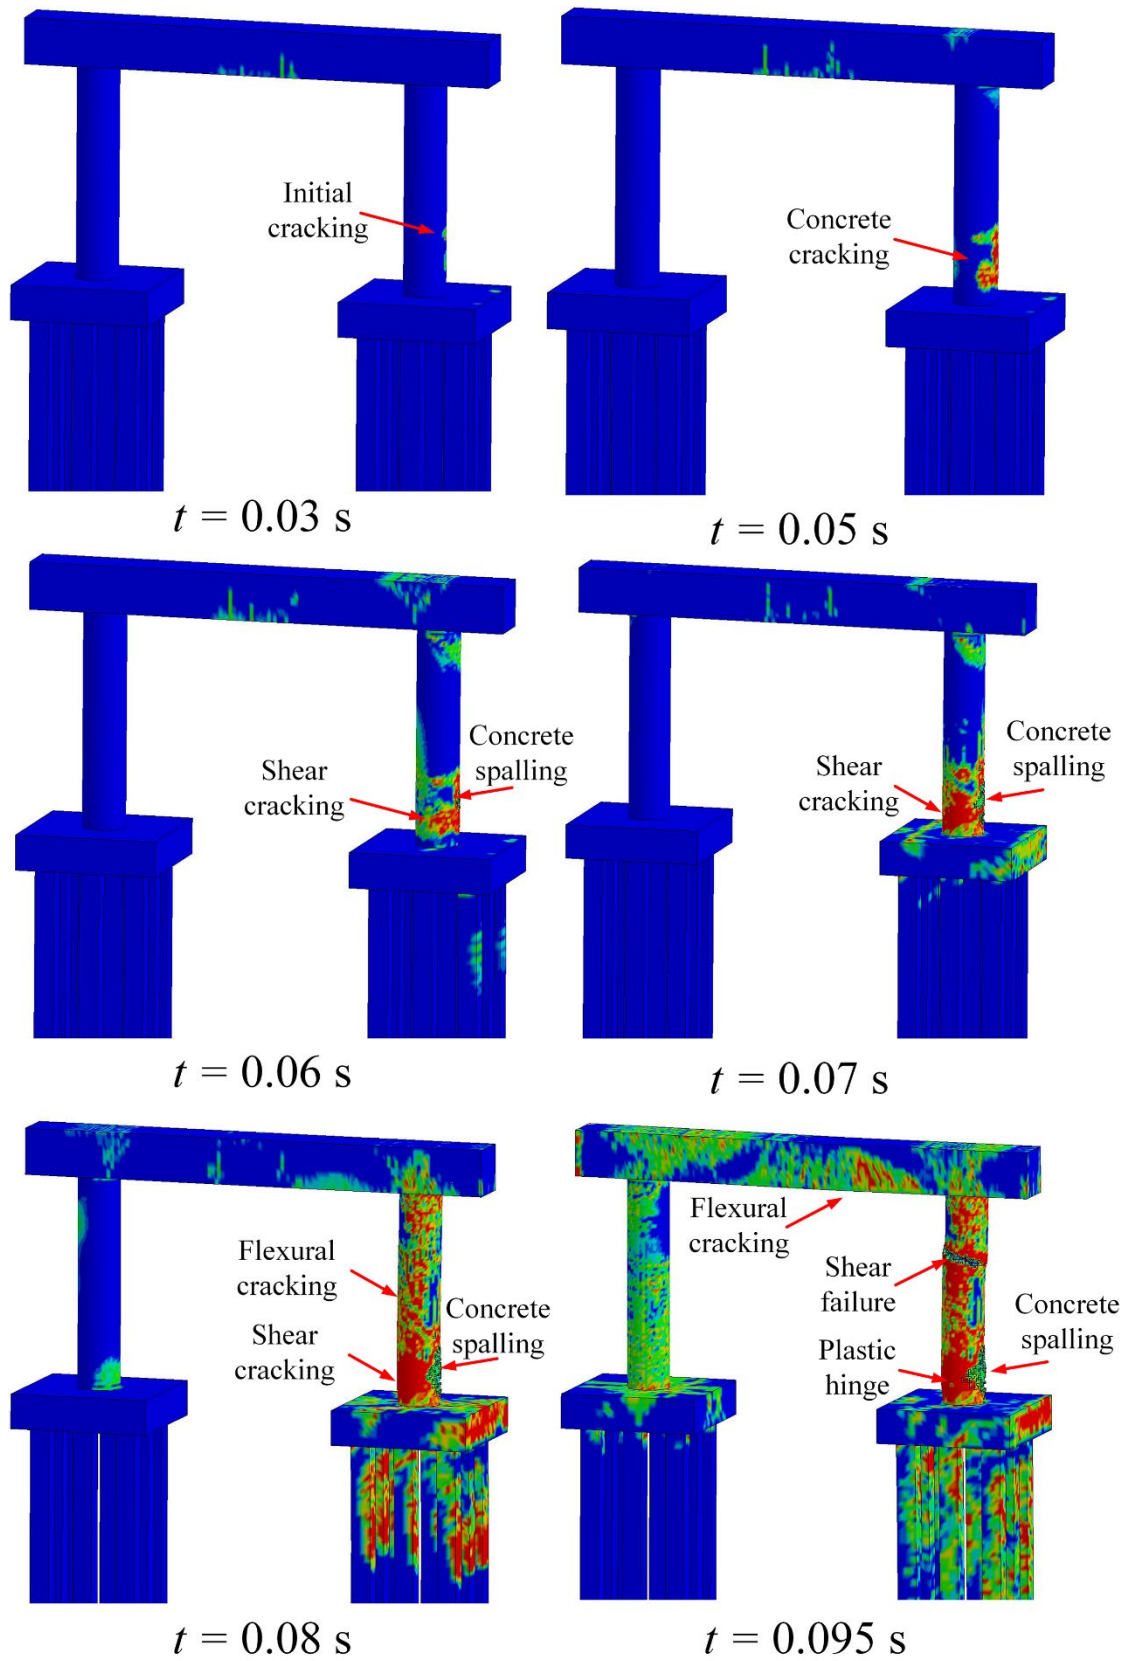 Initial
cracking
Concrete
cracking
t = 0.03 s
t = 0.05 s
Shear
cracking
Concrete
spalling
Shear
cracking
Concrete
spalling
t = 0.06 s
t = 0.07 s
Flexural
cracking
Shear
cracking
Concrete
spalling
Flexural
cracking
Shear
failure
Plastic
hinge
Concrete
spalling
t = 0.08 s
t = 0.095 s